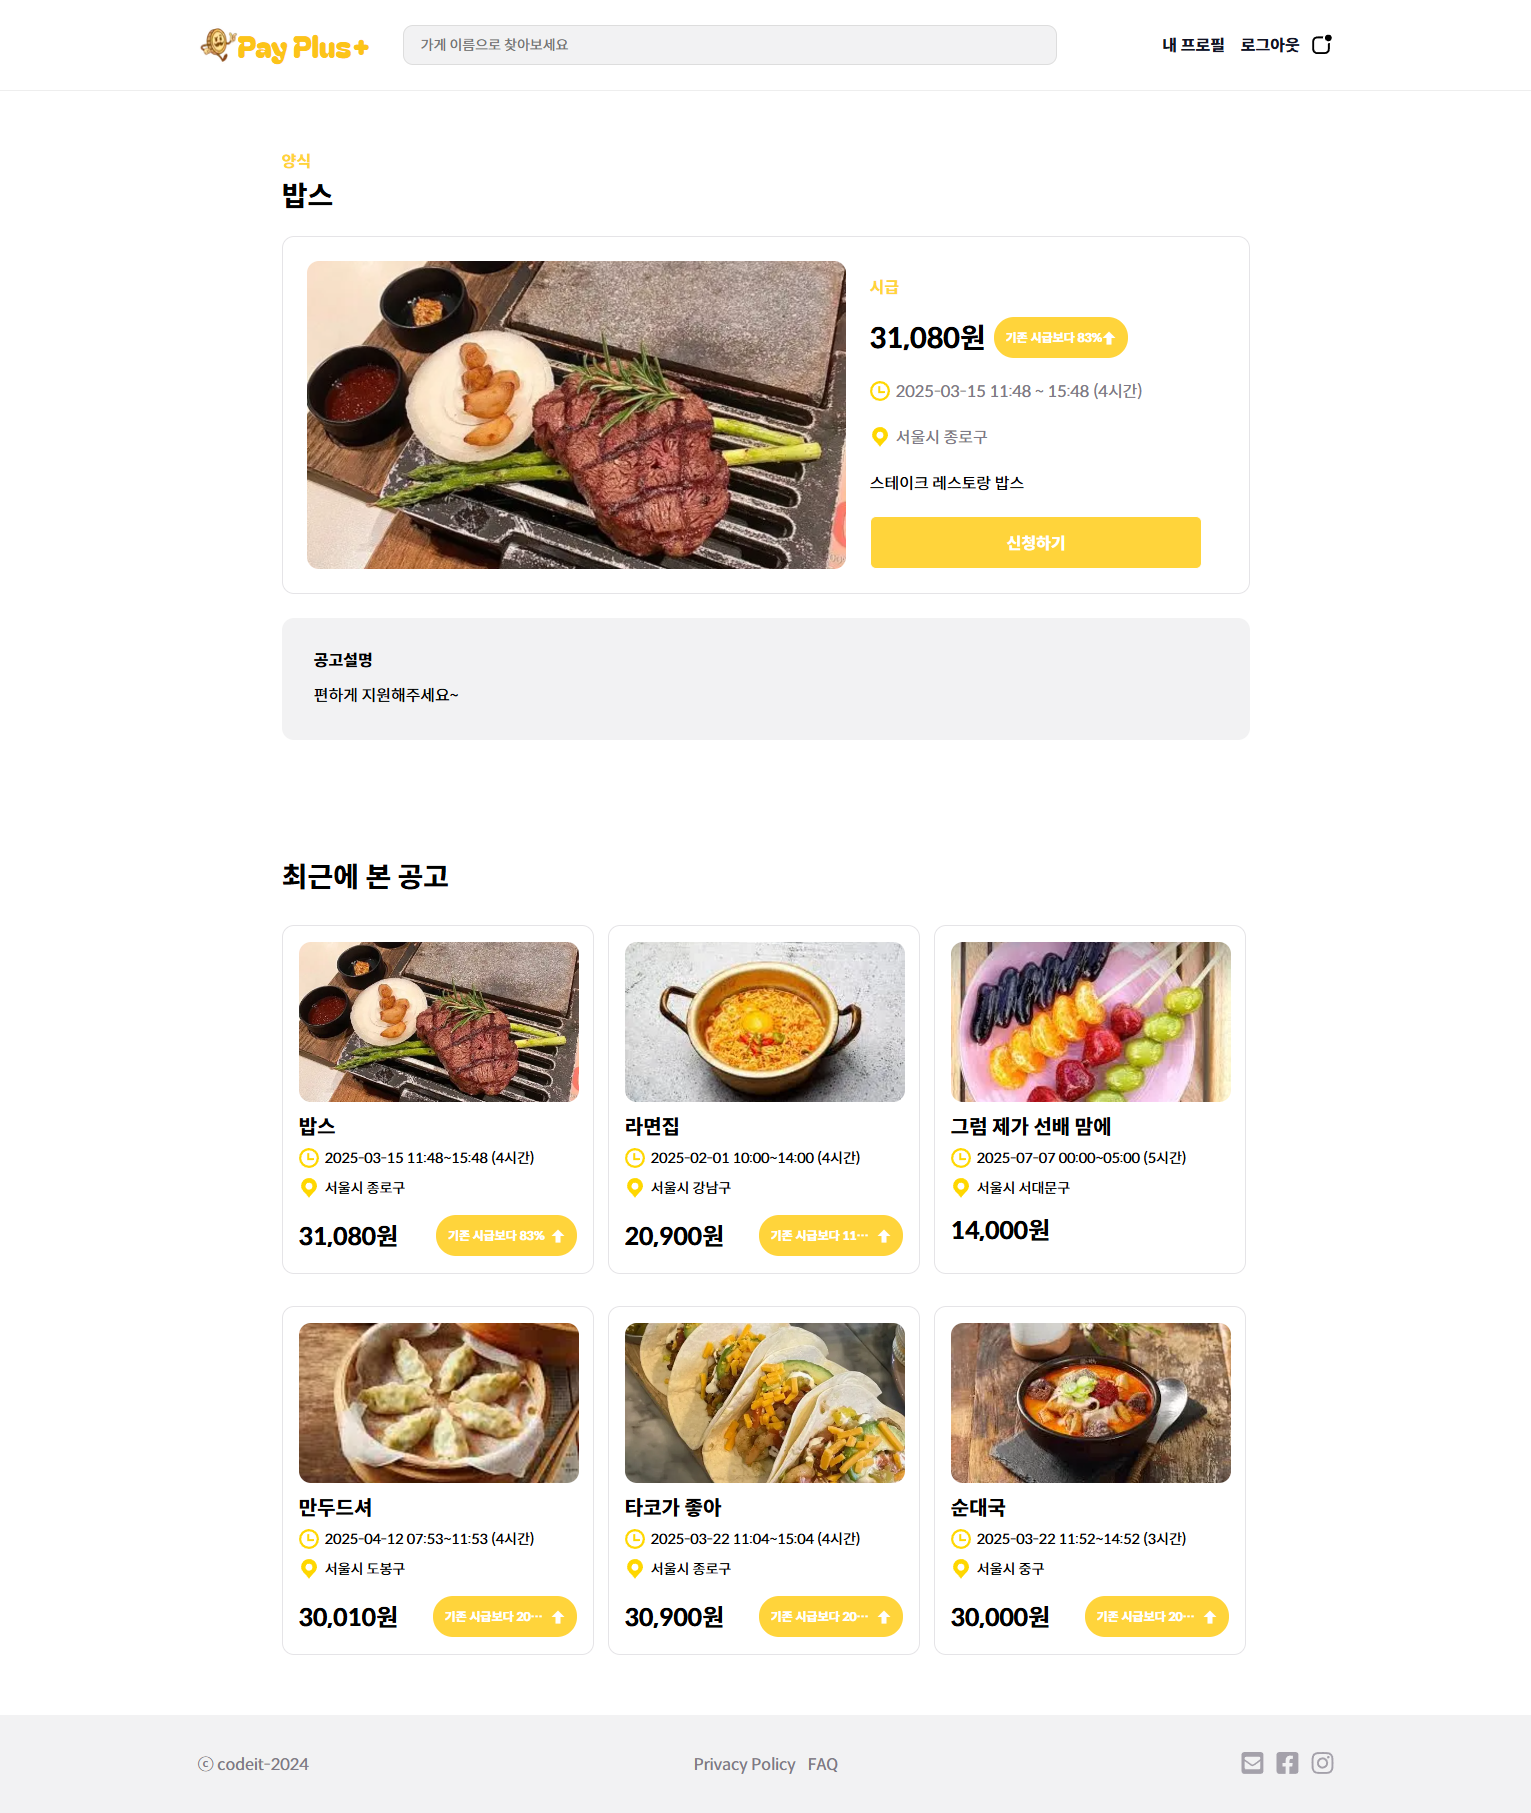 Pay Plus+
가게 이름으로 찾아보세요
내 프로필 로그아웃
양식
밥스
시급
31,080원 기존 시급보다 83%
2025-03-15 11:48 ~ 15:48 (4시간)
서울시 종로구
스테이크 레스토랑 밥스
신청하기
공고설명
편하게 지원해주세요~
최근에 본 공고
밥스
2025-03-15 11:48~15:48 (4시간)
서울시 종로구
31,080원 기존 시급보다 83%
라면집
2025-02-01 10:00~14:00 (4시간)
서울시 강남구
20,900원 기존 시급보다 11…
그럼 제가 선배 맘에
2025-07-07 00:00~05:00 (5시간)
서울시 서대문구
14,000원
만두드셔
2025-04-12 07:53~11:53 (4시간)
서울시 도봉구
30,010원 기존 시급보다 20…
타코가 좋아
2025-03-22 11:04~15:04 (4시간)
서울시 종로구
30,900원 기존 시급보다 20…
순대국
2025-03-22 11:52~14:52 (3시간)
서울시 중구
30,000원 기존 시급보다 20…
ⓒ codeit-2024
Privacy Policy FAQ